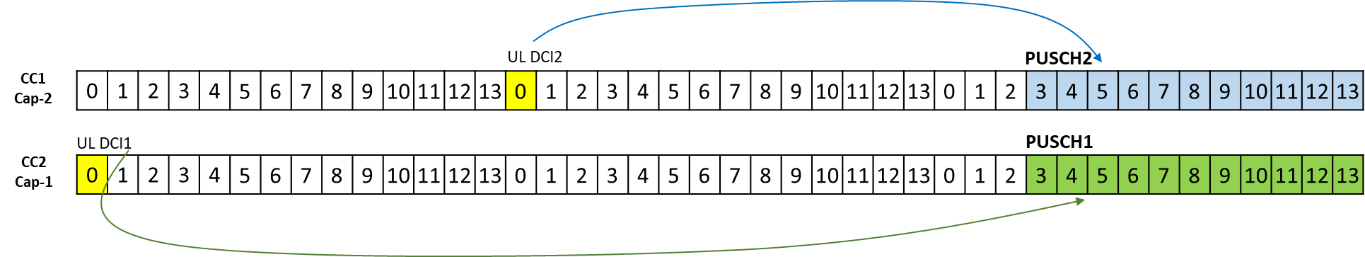 UL DCI2
PUSCH2
CC1
Cap-2
0 1 2 3 4 5 6 7 8 9 10 11 12 13 0 1 2 3 4 5 6 7 8 9 10 11 12 13 0 1 2 3 4 5 6 7 8 9 10 11 12 13
UL DCI1
PUSCH1
CC2
Cap-1
0 1 2 3 4 5 6 7 8 9 10 11 12 13 0 1 2 3 4 5 6 7 8 9 10 11 12 13 0 1 2 3 4 5 6 7 8 9 10 11 12 13